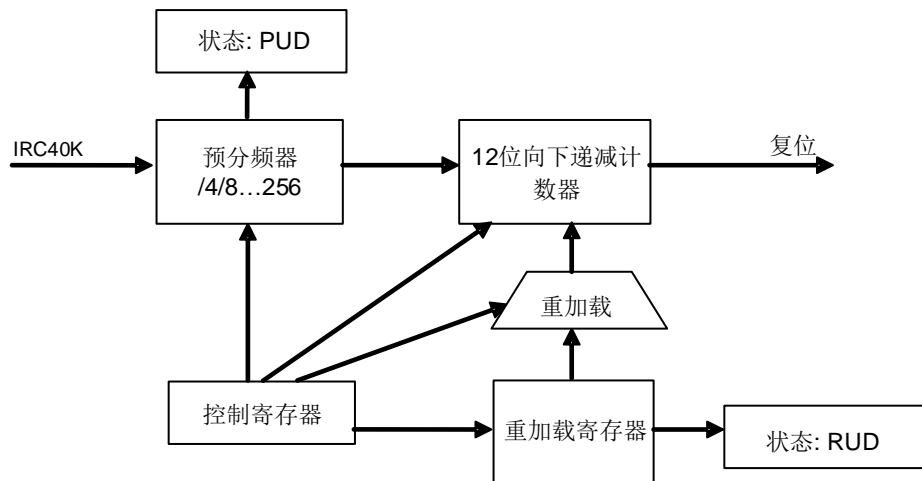 状态: PUD
IRC40K
预分频器
/4/8…256
12位向下递减计
数器
复位
重加载
控制寄存器
重加载寄存器
状态: RUD